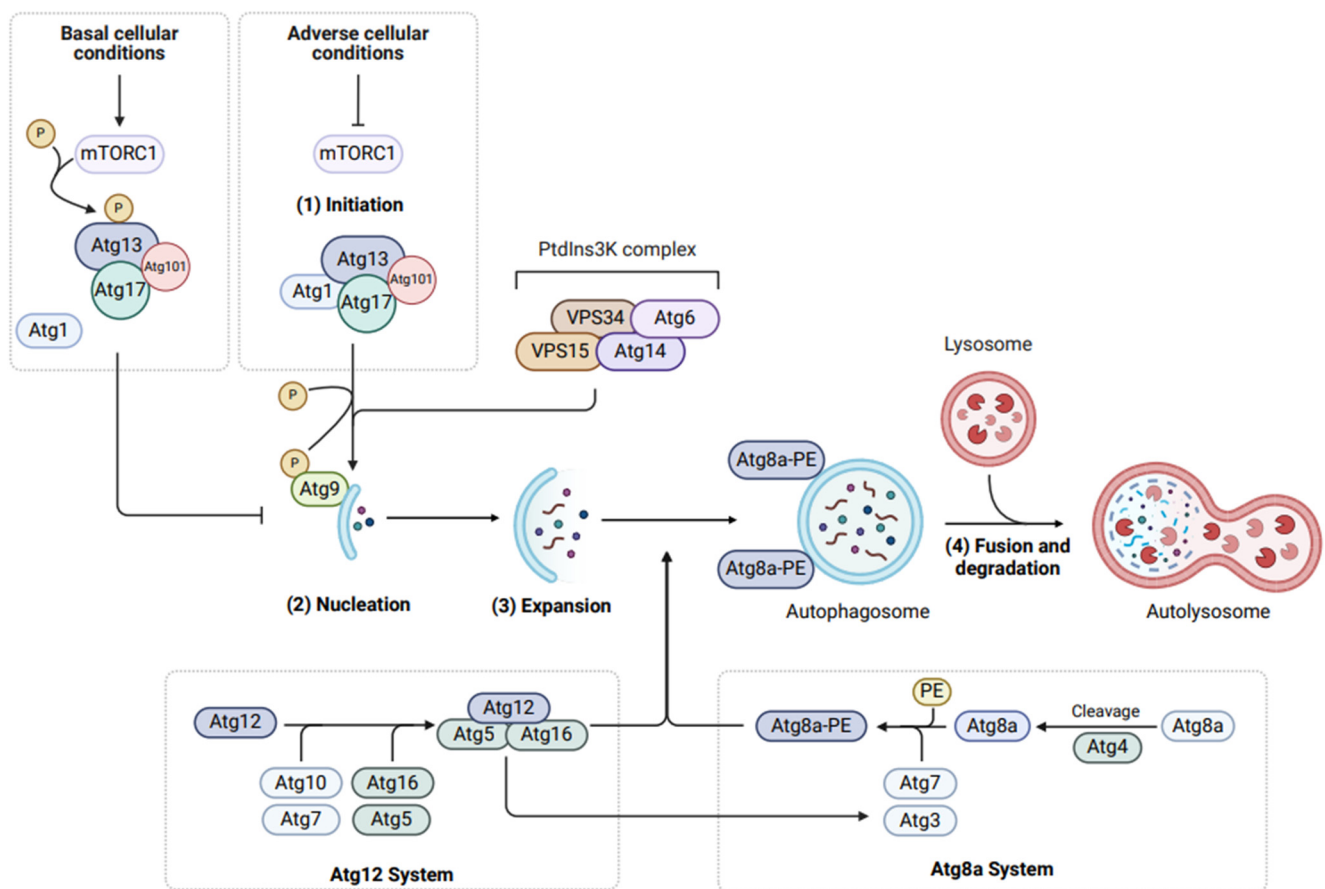 Basal cellular
conditions
Adverse cellular
conditions
P
mTORC1
mTORC1
(1) Initiation
P
Atg13
Atg101
Atg17
Atg1
Atg13
Atg101
Atg1
Atg17
PtdIns3K complex
VPS34
Atg6
VPS15
Atg14
Lysosome
P
P
Atg9
Atg8a-PE
Atg8a-PE
(2) Nucleation
(3) Expansion
Autophagosome
(4) Fusion and
degradation
Autolysosome
Atg12
Atg12
Atg5
Atg16
Atg10
Atg16
Atg7
Atg5
Atg12 System
PE
Atg8a-PE
Atg8a
Cleavage
Atg8a
Atg4
Atg7
Atg3
Atg8a System